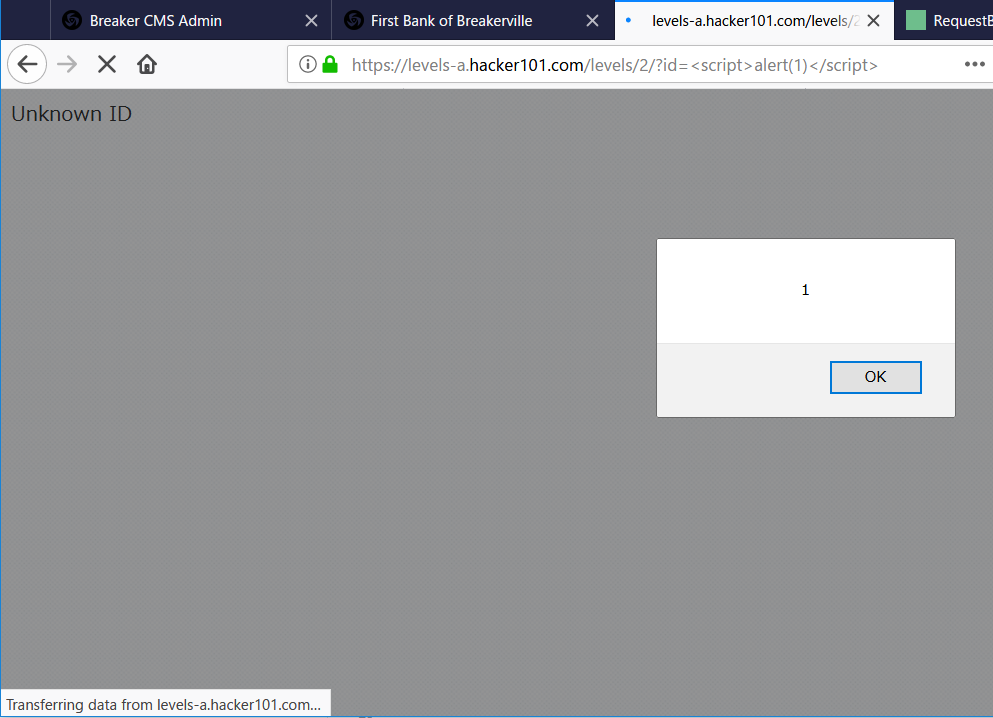 Breaker CMS Admin
First Bank of Breakerville
levels-a.hacker101.com/levels/2
RequestB
https://levels-a.hacker101.com/levels/2/?id=<script>alert(1)</script>
Unknown ID
1
OK
Transferring data from levels-a.hacker101.com...